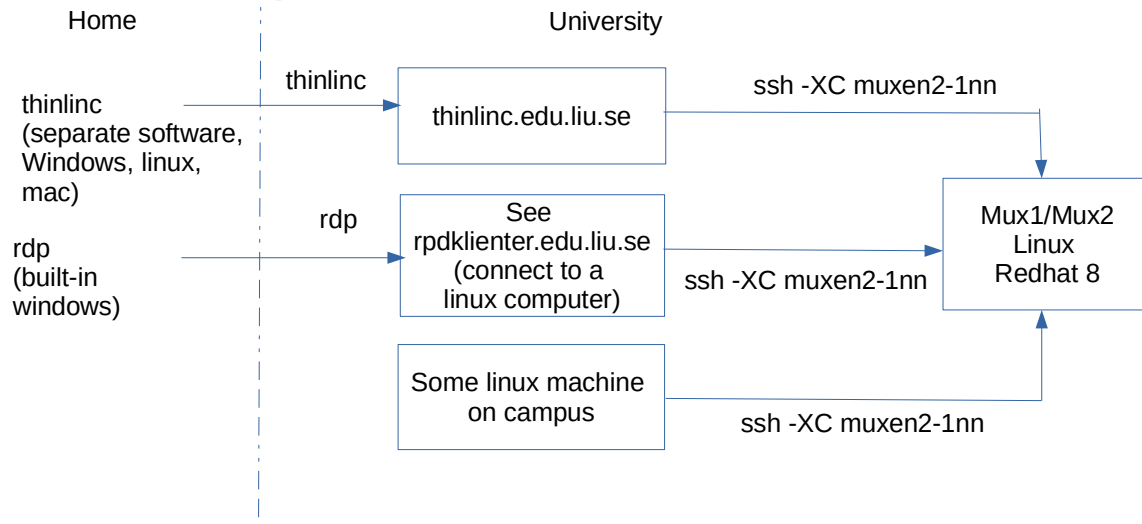 Home
University
thinlinc
(separate software,
Windows, linux,
mac)
thinlinc
thinlinc.edu.liu.se
ssh -XC muxen2-1nn
rdp
(built-in
windows)
rdp
See
rpdklienter.edu.liu.se
(connect to a
linux computer)
ssh -XC muxen2-1nn
Mux1/Mux2
Linux
Redhat 8
Some linux machine
on campus
ssh -XC muxen2-1nn